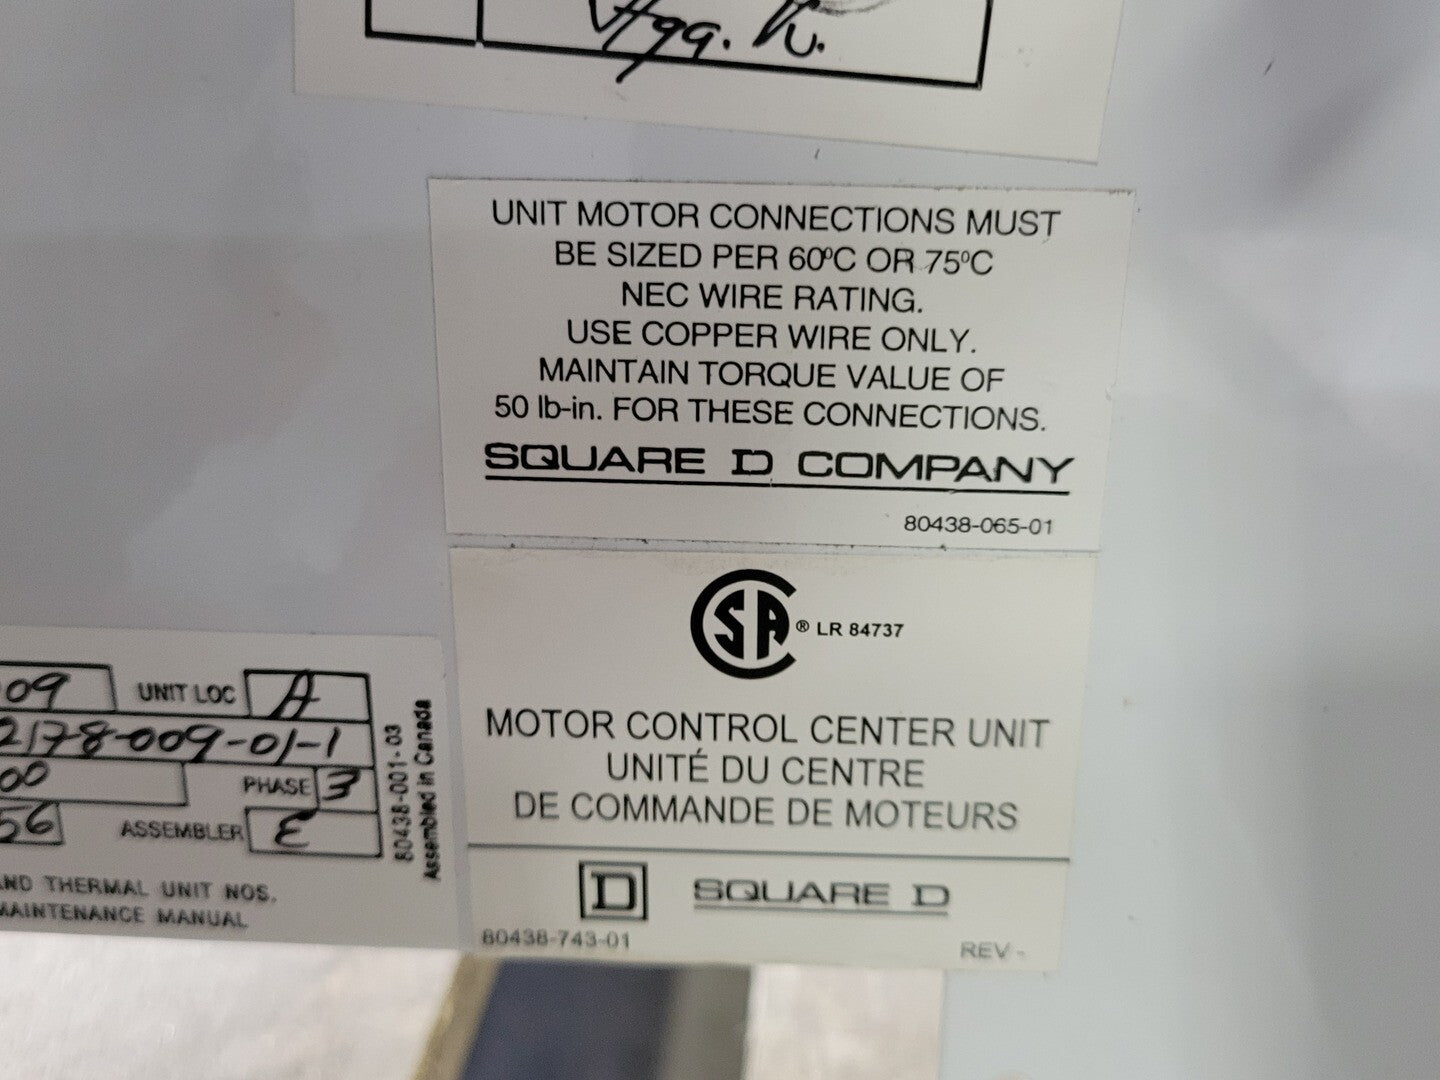 UNIT MOTOR CONNECTIONS MUST
BE SIZED PER 60ºC OR 75ºC
NEC WIRE RATING.
USE COPPER WIRE ONLY.
MAINTAIN TORQUE VALUE OF
50 lb-in. FOR THESE CONNECTIONS.
SQUARE D COMPANY
80438-065-01
CSA ® LR 84737
MOTOR CONTROL CENTER UNIT
UNITÉ DU CENTRE
DE COMMANDE DE MOTEURS
D SQUARE D
80438-743-01 REV -
09 UNIT LOC A
2178-009-01-1
00 PHASE 3
56 ASSEMBLER E
80438-001-03
Assembled in Canada
AND THERMAL UNIT NOS.
MAINTENANCE MANUAL